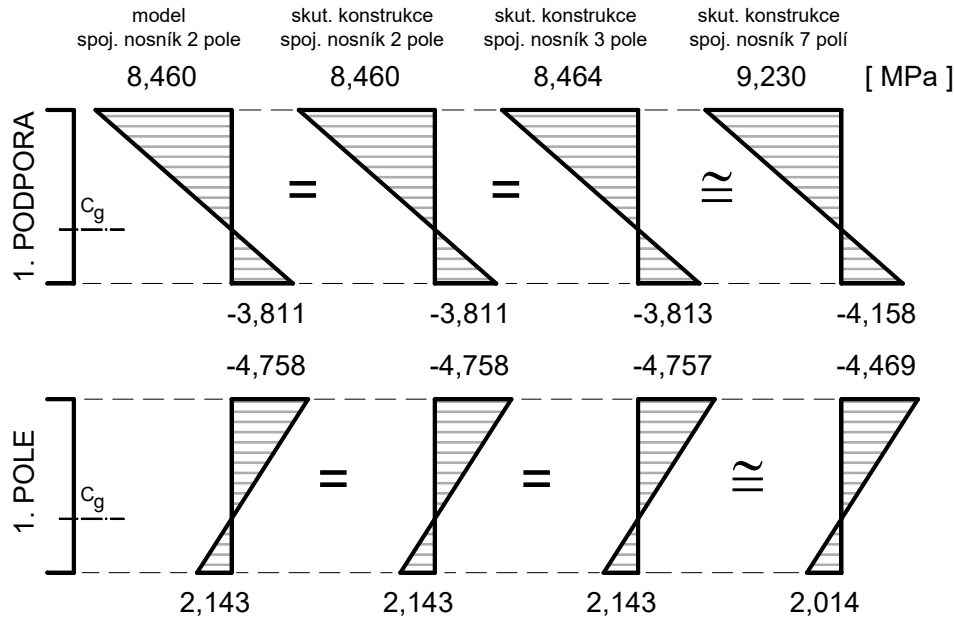 model
spoj. nosník 2 pole
skut. konstrukce
spoj. nosník 2 pole
skut. konstrukce
spoj. nosník 3 pole
skut. konstrukce
spoj. nosník 7 polí
8,460
8,460
8,464
9,230
[ MPa ]
1. PODPORA
Cg
=
=
≅
-3,811
-3,811
-3,813
-4,158
-4,758
-4,758
-4,757
-4,469
1. POLE
Cg
=
=
≅
2,143
2,143
2,143
2,014